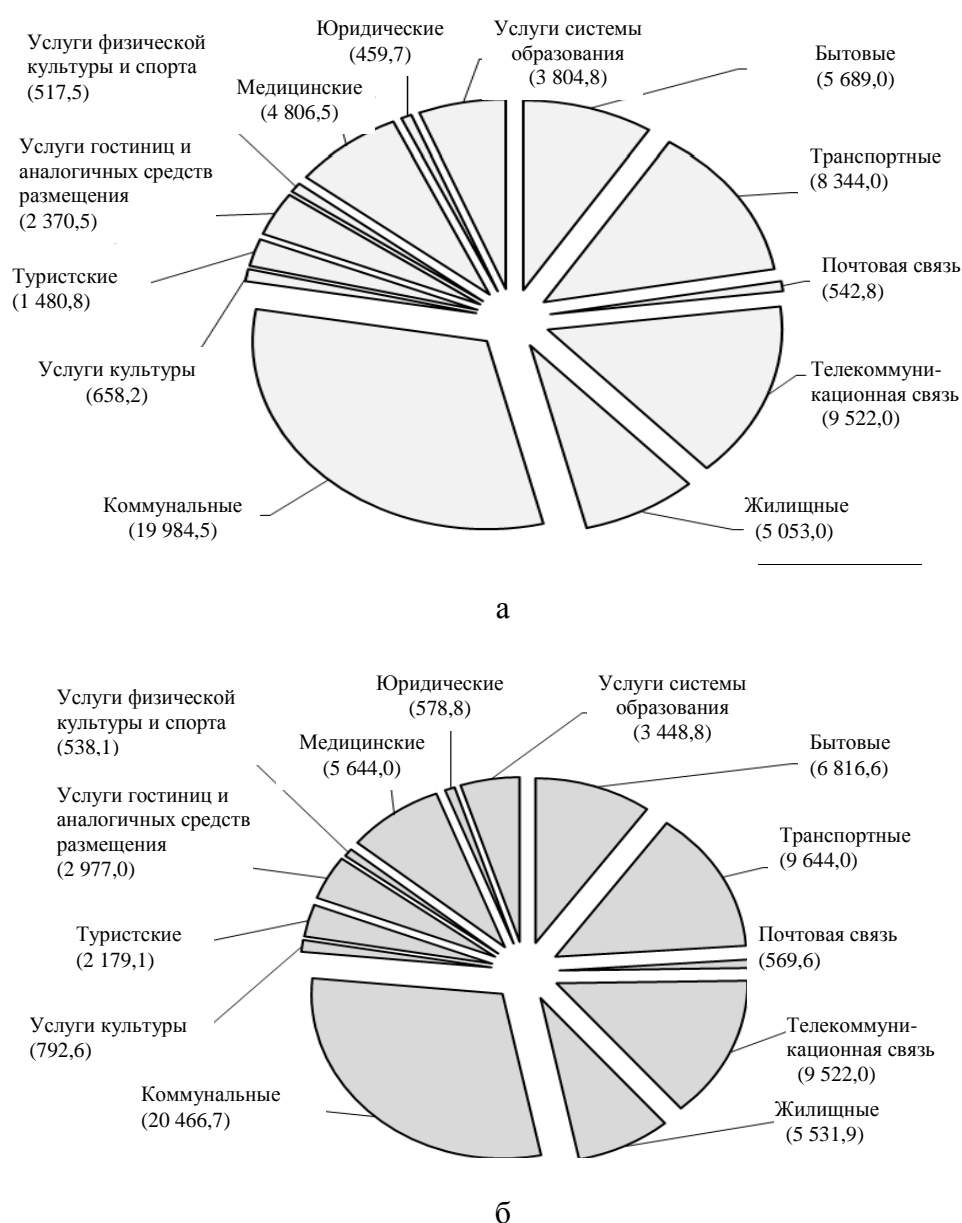 Юридические
(459,7)
Услуги системы
образования
(3 804,8)
Услуги физической
культуры и спорта
(517,5)
Бытовые
(5 689,0)
Медицинские
(4 806,5)
Услуги гостиниц и
аналогичных средств
размещения
(2 370,5)
Транспортные
(8 344,0)
Туристские
(1 480,8)
Почтовая связь
(542,8)
Услуги культуры
(658,2)
Телекоммуни-
кационная связь
(9 522,0)
Коммунальные
(19 984,5)
Жилищные
(5 053,0)
а
Юридические
(578,8)
Услуги системы
образования
(3 448,8)
Услуги физической
культуры и спорта
(538,1)
Медицинские
(5 644,0)
Бытовые
(6 816,6)
Услуги гостиниц и
аналогичных средств
размещения
(2 977,0)
Транспортные
(9 644,0)
Туристские
(2 179,1)
Почтовая связь
(569,6)
Услуги культуры
(792,6)
Телекоммуни-
кационная связь
(9 522,0)
Коммунальные
(20 466,7)
Жилищные
(5 531,9)
б